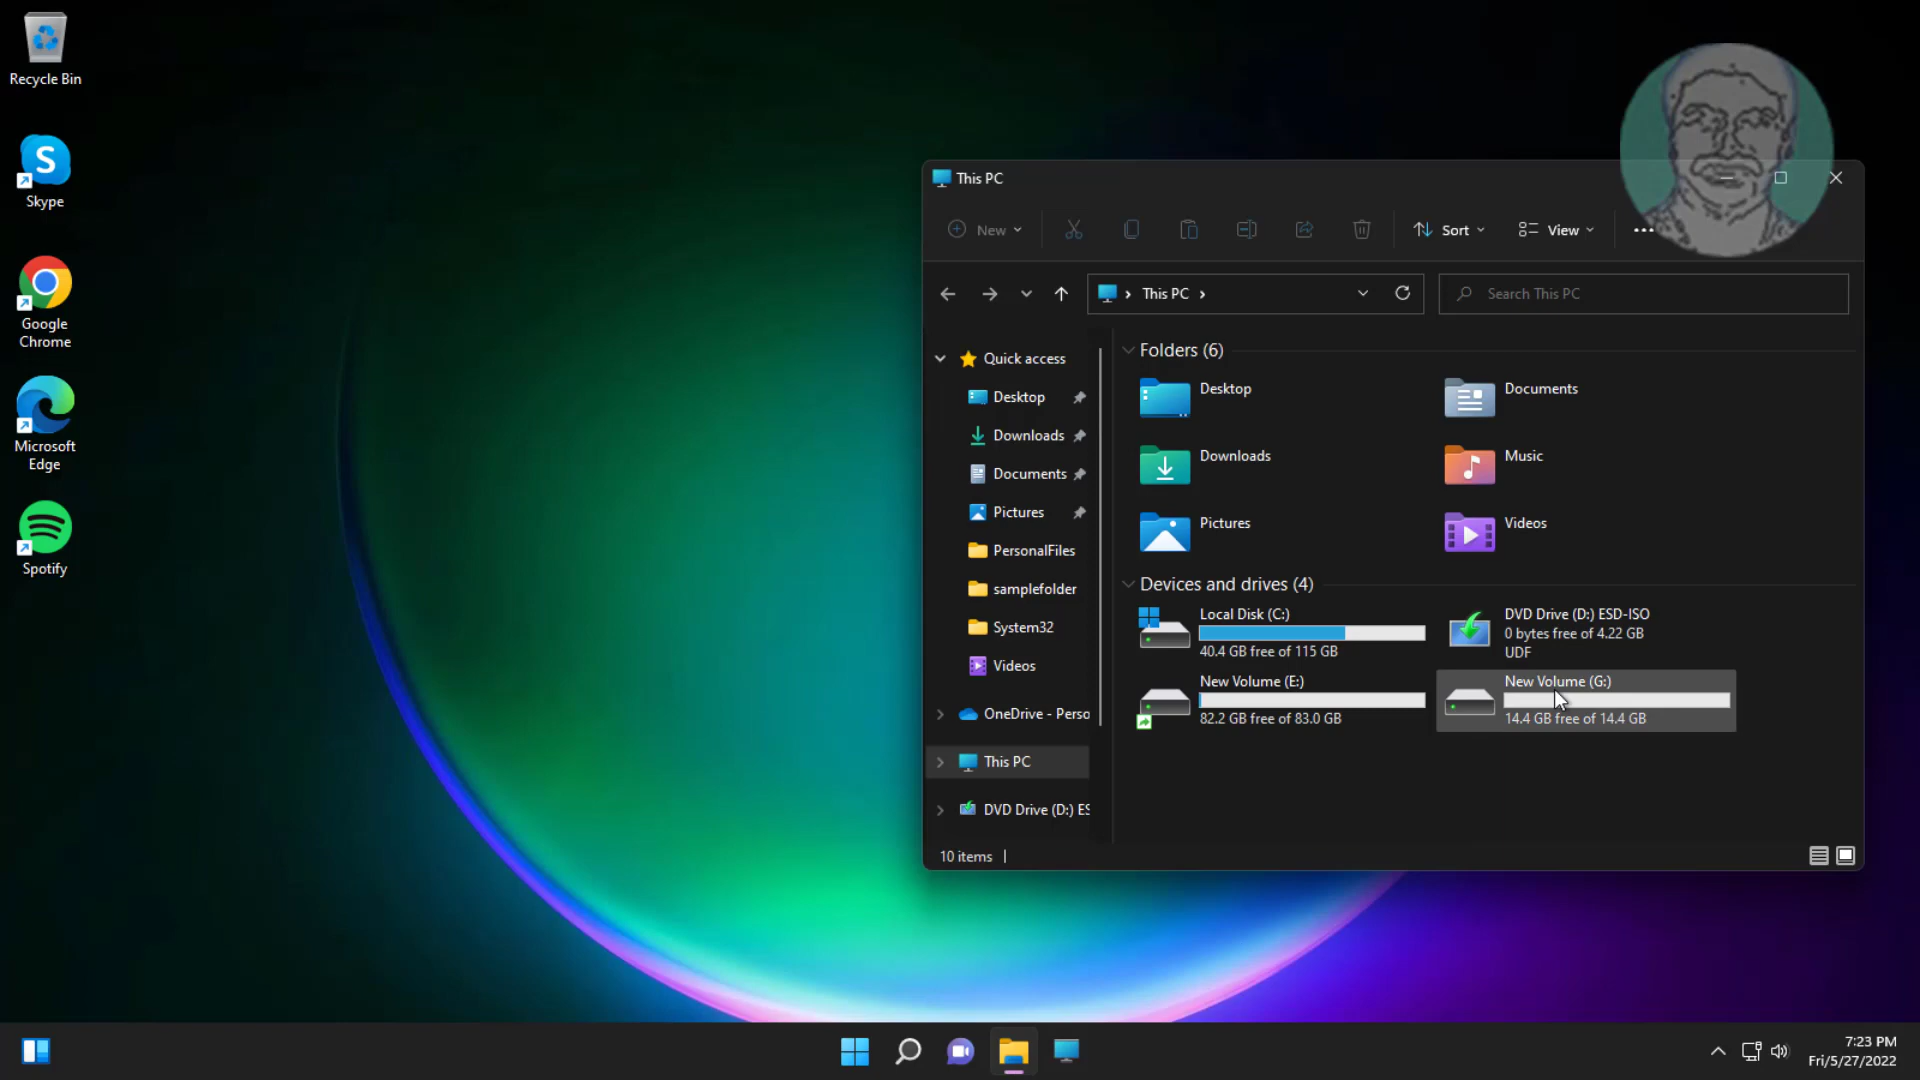 Recycle Bin
Skype
Google
Chrome
Microsoft
Edge
Spotify
This PC
New
Sort
View
This PC
Search This PC
Quick access
Desktop
Downloads
Documents
Pictures
PersonalFiles
samplefolder
System32
Videos
OneDrive - Perso
This PC
DVD Drive (D:) ES
Folders (6)
Desktop
Documents
Downloads
Music
Pictures
Videos
Devices and drives (4)
Local Disk (C:)
40.4 GB free of 115 GB
DVD Drive (D:) ESD-ISO
0 bytes free of 4.22 GB
UDF
New Volume (E:)
82.2 GB free of 83.0 GB
New Volume (G:)
14.4 GB free of 14.4 GB
10 items
7:23 PM
Fri/5/27/2022